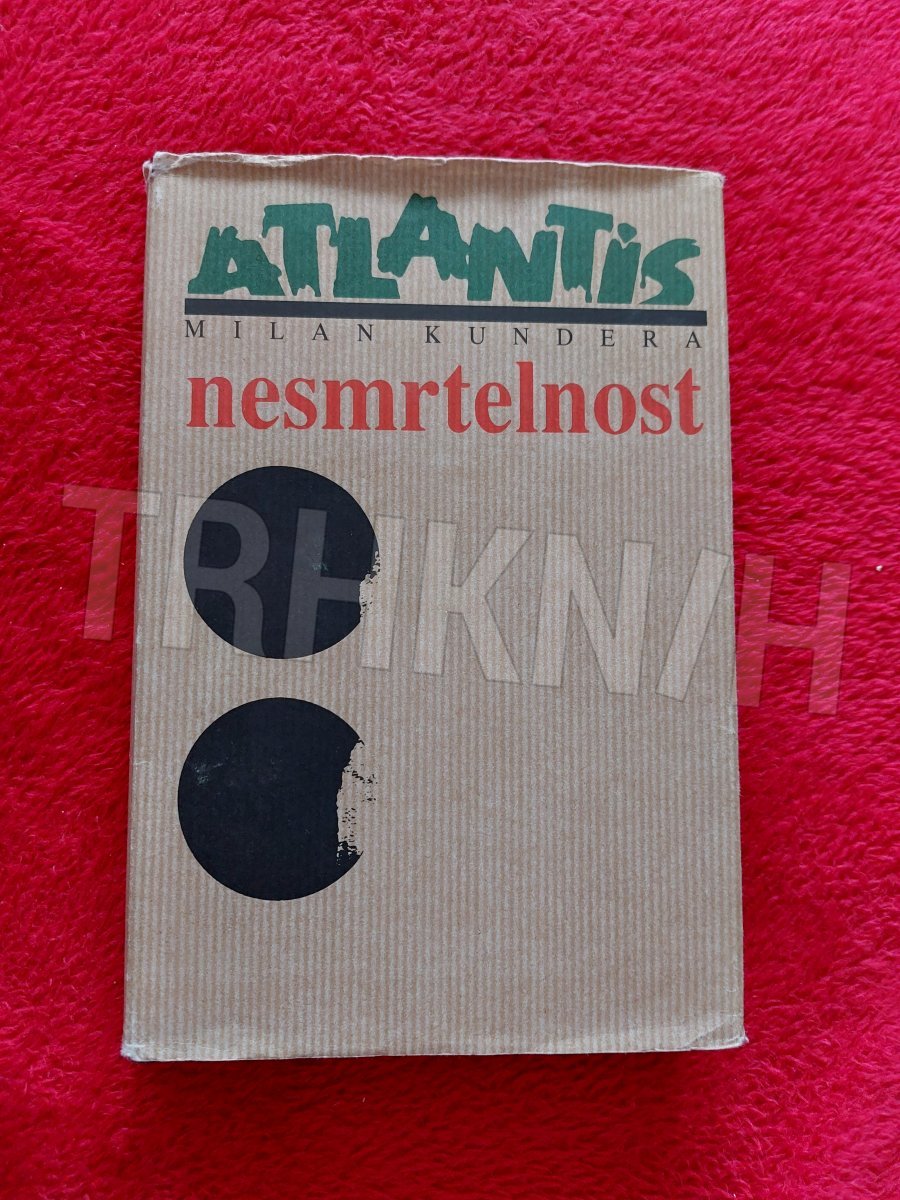 ATLANTiS
MILAN KUNDERA
nesmrtelnost
TRHKNIH